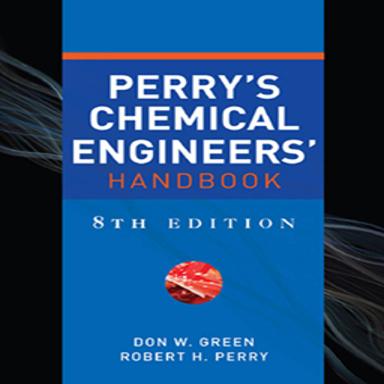 PERRY'S
CHEMICAL
ENGINEERS'
HANDBOOK
8TH EDITION
DON W. GREEN
ROBERT H. PERRY